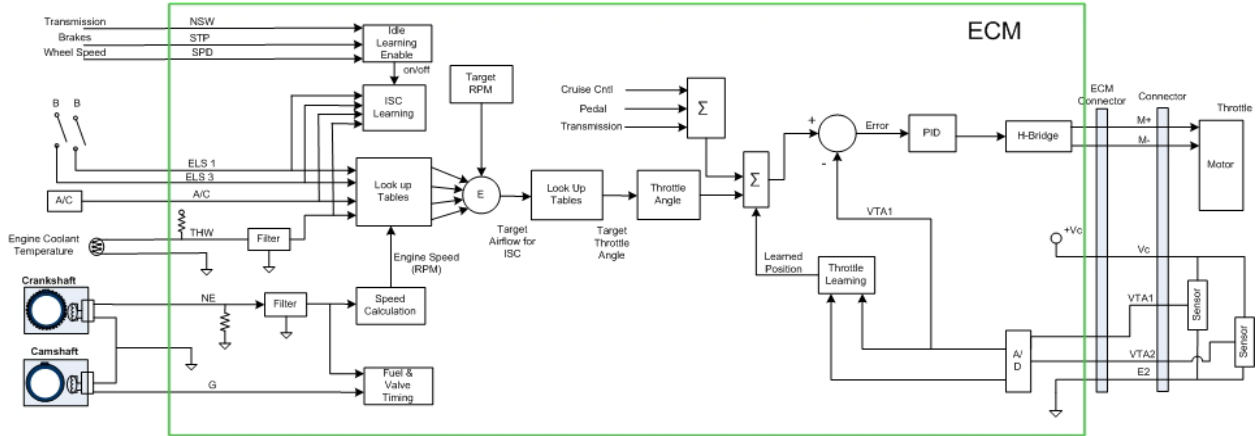 ECM
Transmission
NSW
Brakes
STP
Wheel Speed
SPD
Idle
Learning
Enable
on/off
ISC
Learning
Target
RPM
Cruise Cntl
Pedal
Transmission
Σ
B
B
ELS 1
ELS 3
A/C
A/C
Look up
Tables
E
Look Up
Tables
Throttle
Angle
Σ
+
-
Error
PID
H-Bridge
ECM
Connector
Connector
M+
M-
Throttle
Motor
Engine Coolant
Temperature
THW
Filter
Engine Speed
(RPM)
Target
Airflow for
ISC
Target
Throttle
Angle
VTA1
Learned
Position
Throttle
Learning
+Vc
Vc
VTA1
Sensor
VTA2
Sensor
E2
A/
D
Crankshaft
NE
Filter
Speed
Calculation
Camshaft
G
Fuel &
Valve
Timing